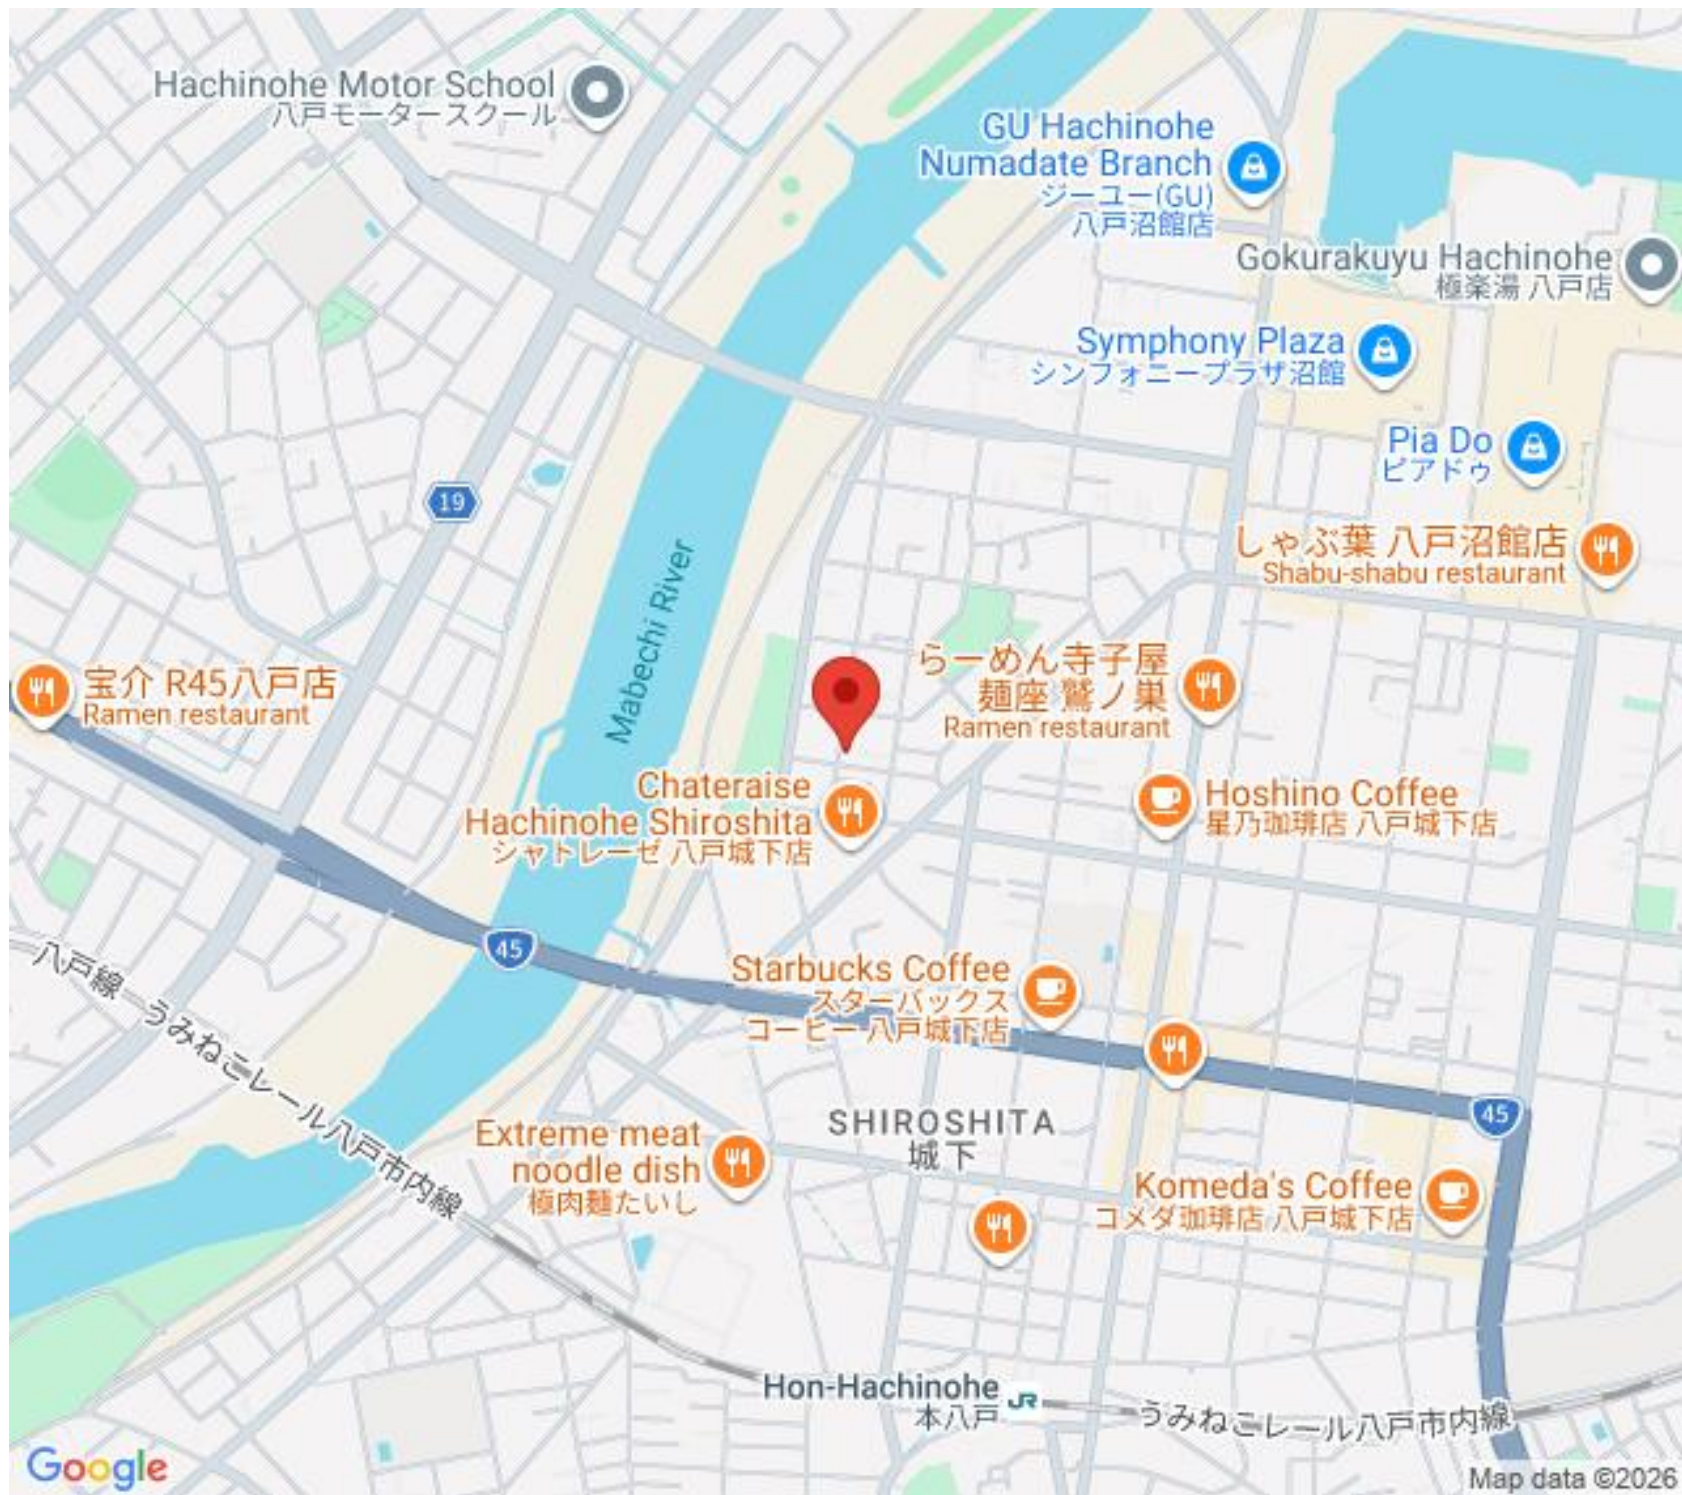 Hachinohe Motor School
八戸モータースクール
GU Hachinohe
Numadate Branch
ジーユー(GU)
八戸沼館店
Gokurakuyu Hachinohe
極楽湯 八戸店
Symphony Plaza
シンフォニープラザ沼館
Pia Do
ピアドゥ
19
しゃぶ葉 八戸沼館店
Shabu-shabu restaurant
Mabechi River
宝介 R45八戸店
Ramen restaurant
らーめん寺子屋
麺座 鷲ノ巣
Ramen restaurant
Chateraise
Hachinohe Shiroshita
シャトレーゼ 八戸城下店
Hoshino Coffee
星乃珈琲店 八戸城下店
45
八戸線
うみねこレール八戸市内線
Starbucks Coffee
スターバックス
コーヒー 八戸城下店
45
SHIROSHITA
城下
Extreme meat
noodle dish
極肉麺たいし
Komeda's Coffee
コメダ珈琲店 八戸城下店
Hon-Hachinohe
本八戸
JR
うみねこレール八戸市内線
Google
Map data ©2026